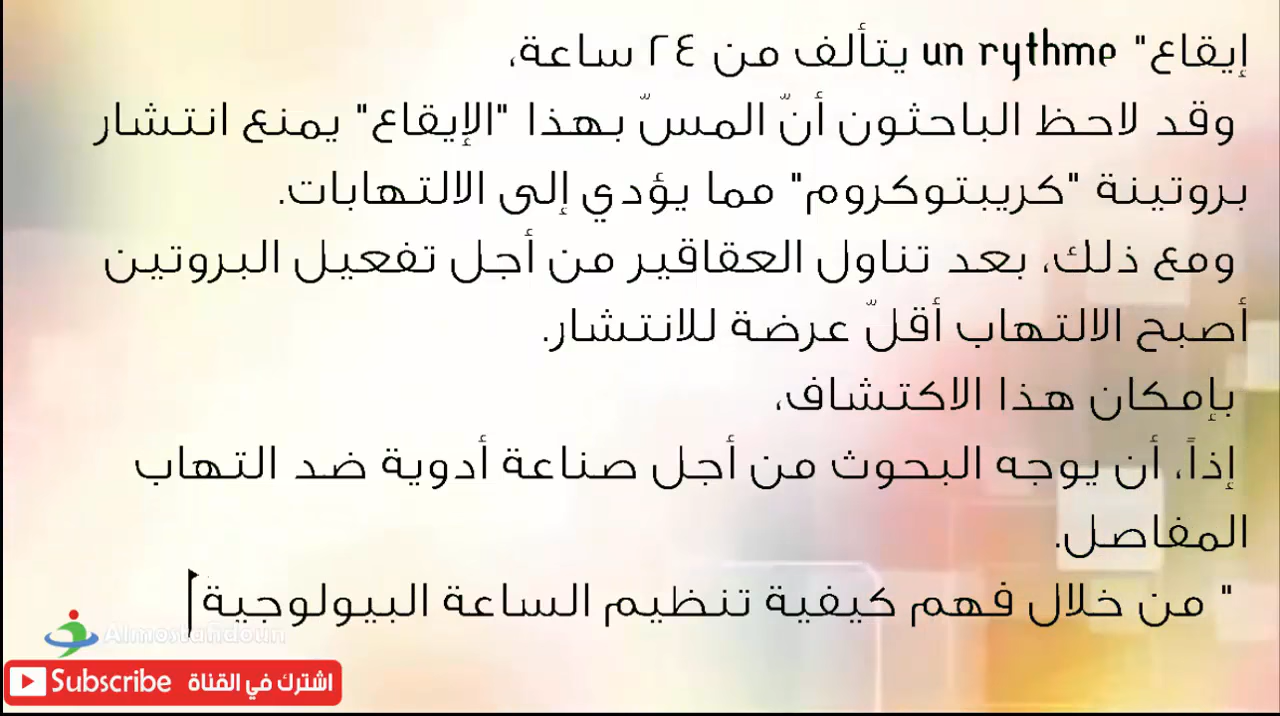 إيقاع" un rythme يتألف من ٢٤ ساعة،
وقد لاحظ الباحثون أنّ المسّ بهذا "الإيقاع" يمنع انتشار
بروتينة "كريبتوكروم" مما يؤدي إلى الالتهابات.
ومع ذلك، بعد تناول العقاقير من أجل تفعيل البروتين
أصبح الالتهاب أقلّ عرضة للانتشار.
بإمكان هذا الاكتشاف،
إذاً، أن يوجه البحوث من أجل صناعة أدوية ضد التهاب
المفاصل.
" من خلال فهم كيفية تنظيم الساعة البيولوجية
Almostafidoun
Subscribe اشترك في القناة